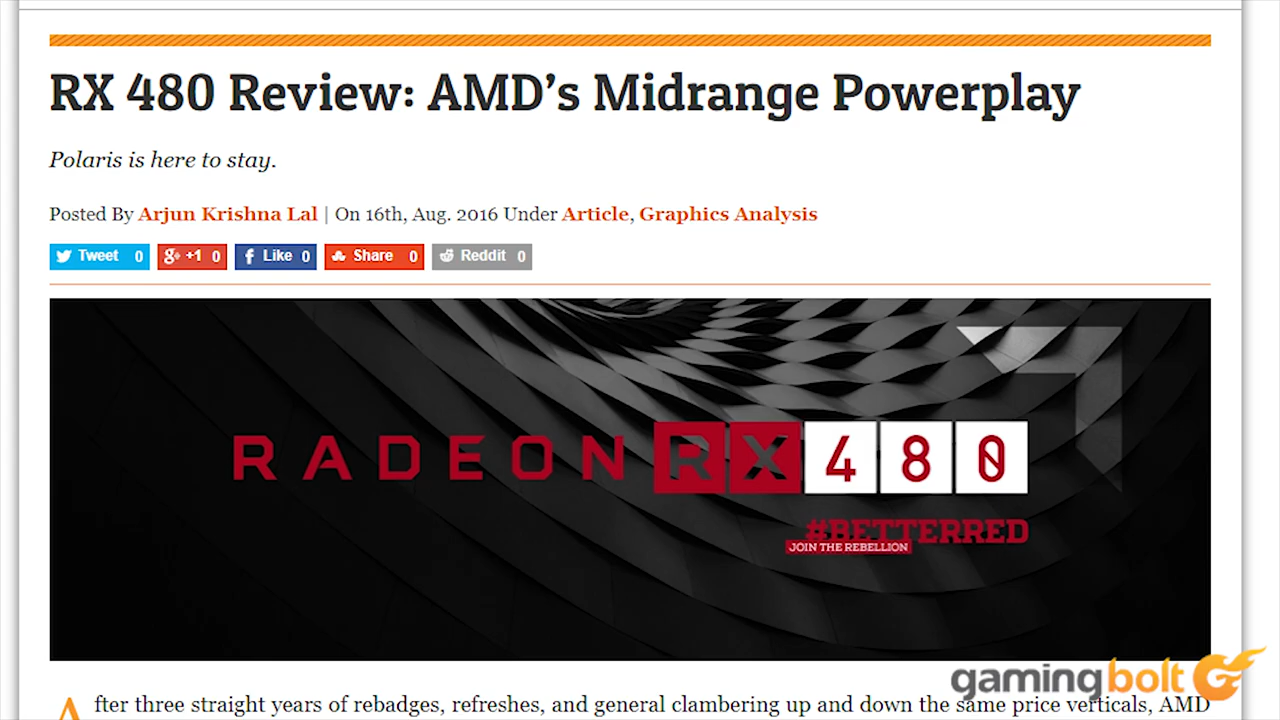 RX 480 Review: AMD’s Midrange Powerplay
Polaris is here to stay.
Posted By Arjun Krishna Lal | On 16th, Aug. 2016 Under Article, Graphics Analysis
Tweet 0 g+ +1 0 f Like 0 Share 0 Reddit 0
RADEON RX 480
#BETTERRED
JOIN THE REBELLION
After three straight years of rebadges, refreshes, and general clambering up and down the same price verticals, AMD
gamingbolt